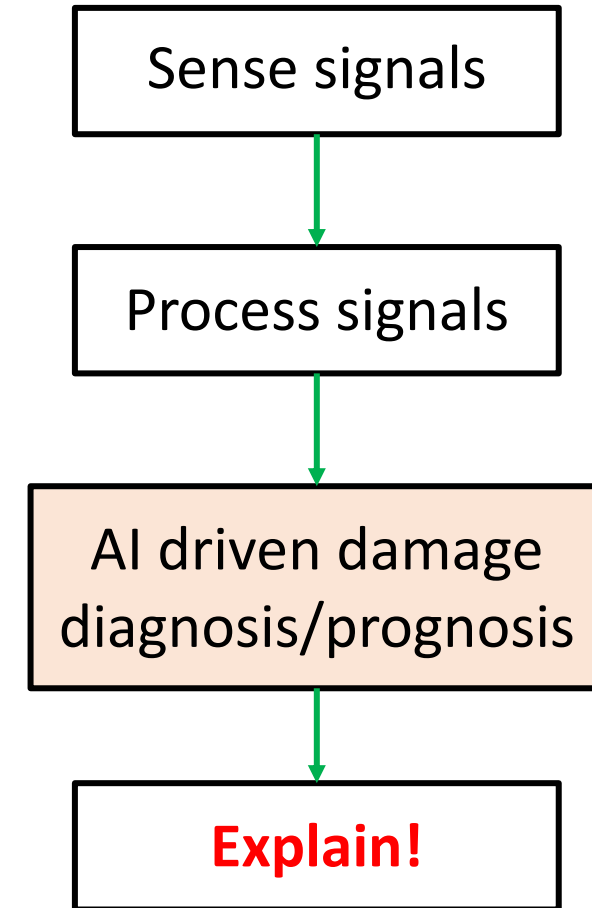 Sense signals
Process signals
AI driven damage
diagnosis/prognosis
Explain!